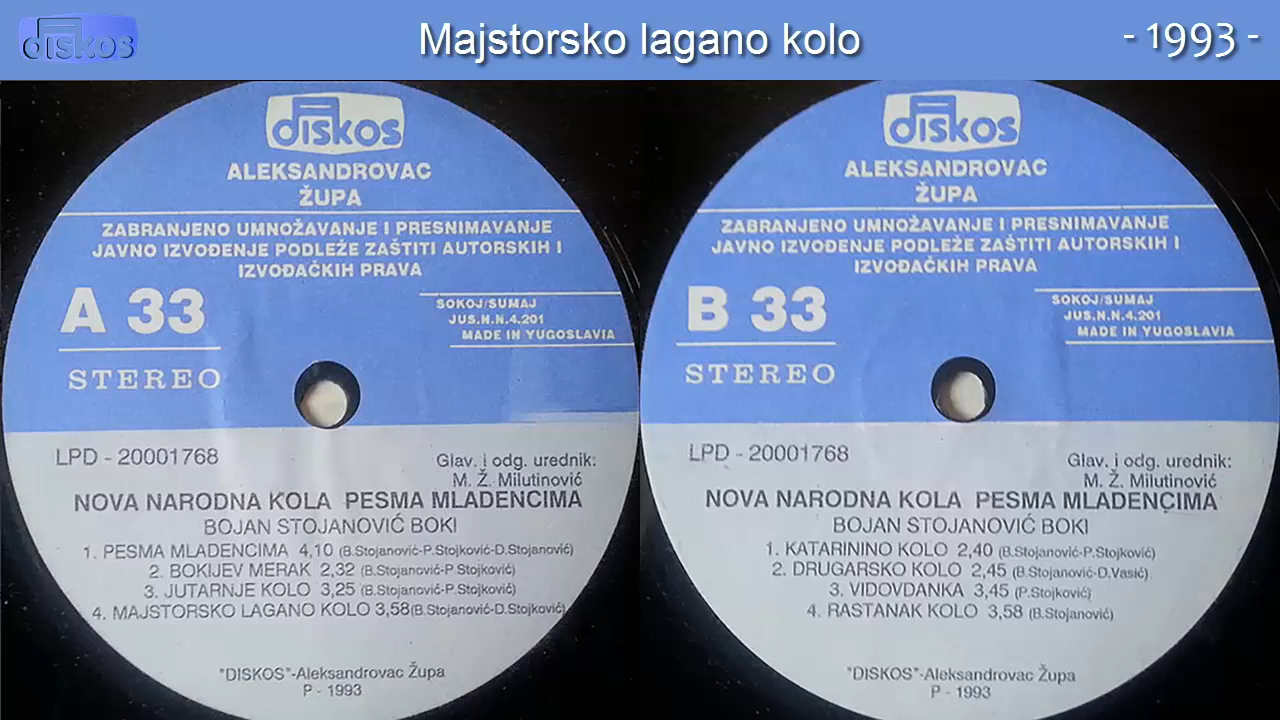 diskos
Majstorsko lagano kolo
- 1993 -
diskos
ALEKSANDROVAC
ŽUPA
ZABRANJENO UMNOŽAVANJE I PRESNIMAVANJE
JAVNO IZVOĐENJE PODLEŽE ZAŠTITI AUTORSKIH I
IZVOĐAČKIH PRAVA
A 33
SOKOJ/SUMAJ
JUS.N.N.4.201
MADE IN YUGOSLAVIA
STEREO
LPD - 20001768
Glav. i odg. urednik:
M. Ž. Milutinović
NOVA NARODNA KOLA PESMA MLADENCIMA
BOJAN STOJANOVIĆ BOKI
1. PESMA MLADENCIMA 4,10 (B.Stojanović-P.Stojković-D.Stojanović)
2. BOKIJEV MERAK 2,32 (B.Stojanović-P.Stojković)
3. JUTARNJE KOLO 3,25 (B.Stojanović-P.Stojković)
4. MAJSTORSKO LAGANO KOLO 3,58(B.Stojanović-D.Stojković)
"DISKOS"-Aleksandrovac Župa
P - 1993
diskos
ALEKSANDROVAC
ŽUPA
ZABRANJENO UMNOŽAVANJE I PRESNIMAVANJE
JAVNO IZVOĐENJE PODLEŽE ZAŠTITI AUTORSKIH I
IZVOĐAČKIH PRAVA
B 33
SOKOJ/SUMAJ
JUS.N.N.4.201
MADE IN YUGOSLAVIA
STEREO
LPD - 20001768
Glav. i odg. urednik:
M. Ž. Milutinović
NOVA NARODNA KOLA PESMA MLADENCIMA
BOJAN STOJANOVIĆ BOKI
1. KATARININO KOLO 2,40 (B.Stojanović-P.Stojković)
2. DRUGARSKO KOLO 2,45 (B.Stojanović-D.Vasić)
3. VIDOVDANKA 3,45 (P.Stojković)
4. RASTANAK KOLO 3,58 (B.Stojanović)
"DISKOS"-Aleksandrovac Župa
P - 1993